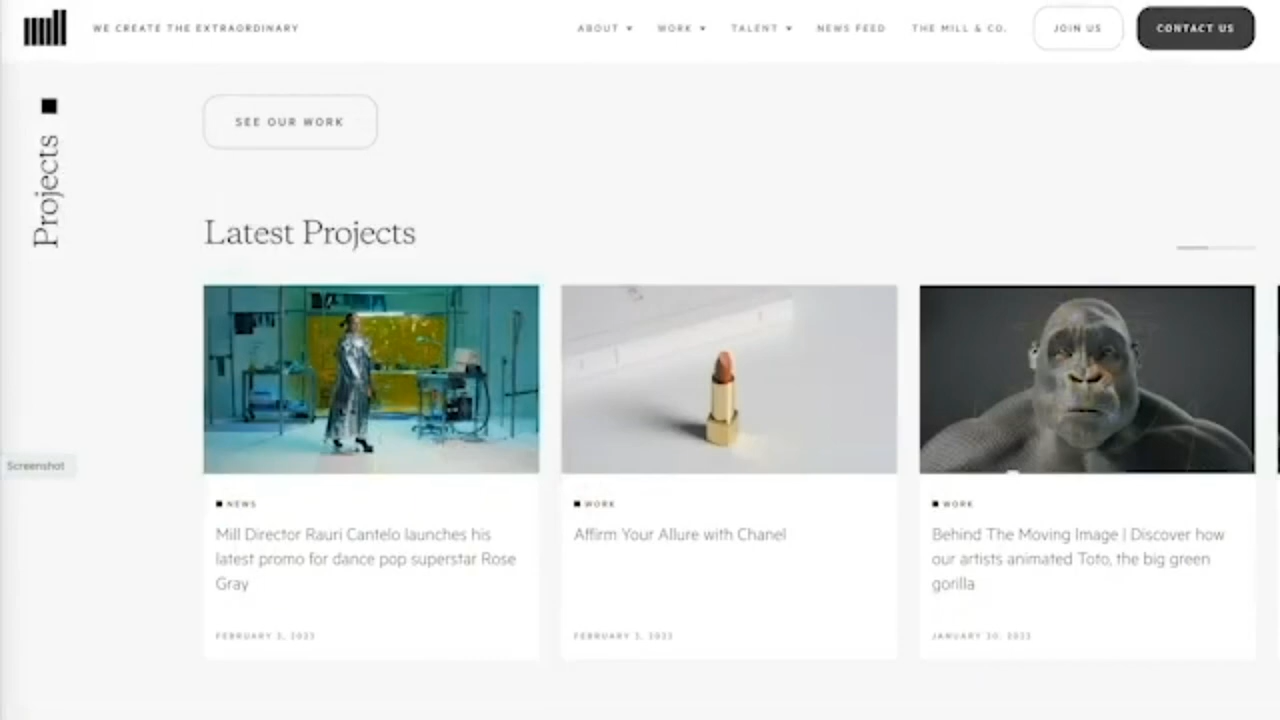 WE CREATE THE EXTRAORDINARY
ABOUT
WORK
TALENT
NEWS FEED
THE MILL & CO.
JOIN US
CONTACT US
Projects
SEE OUR WORK
Latest Projects
Screenshot
NEWS
Mill Director Rauri Cantelo launches his
latest promo for dance pop superstar Rose
Gray
FEBRUARY
WORK
Affirm Your Allure with Chanel
FEBRUARY
WORK
Behind The Moving Image | Discover how
our artists animated Toto, the big green
gorilla
JANUARY